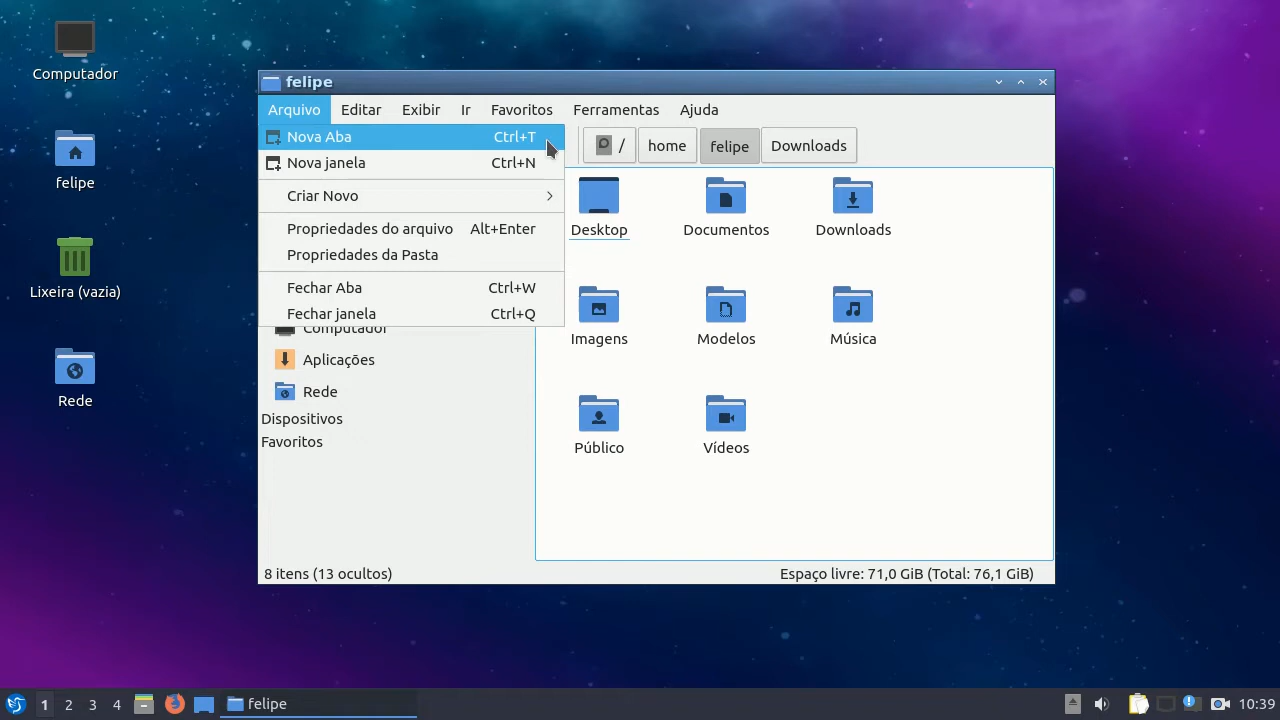 Computador
felipe
Lixeira (vazia)
Rede
felipe
Arquivo Editar Exibir Ir Favoritos Ferramentas Ajuda
Nova Aba Ctrl+T
Nova janela Ctrl+N
Criar Novo
Propriedades do arquivo Alt+Enter
Propriedades da Pasta
Fechar Aba Ctrl+W
Fechar janela Ctrl+Q
/ home felipe Downloads
Computador
Aplicações
Rede
Dispositivos
Favoritos
Desktop Documentos Downloads
Imagens Modelos Música
Público Vídeos
8 itens (13 ocultos) Espaço livre: 71,0 GiB (Total: 76,1 GiB)
1 2 3 4 felipe 10:39